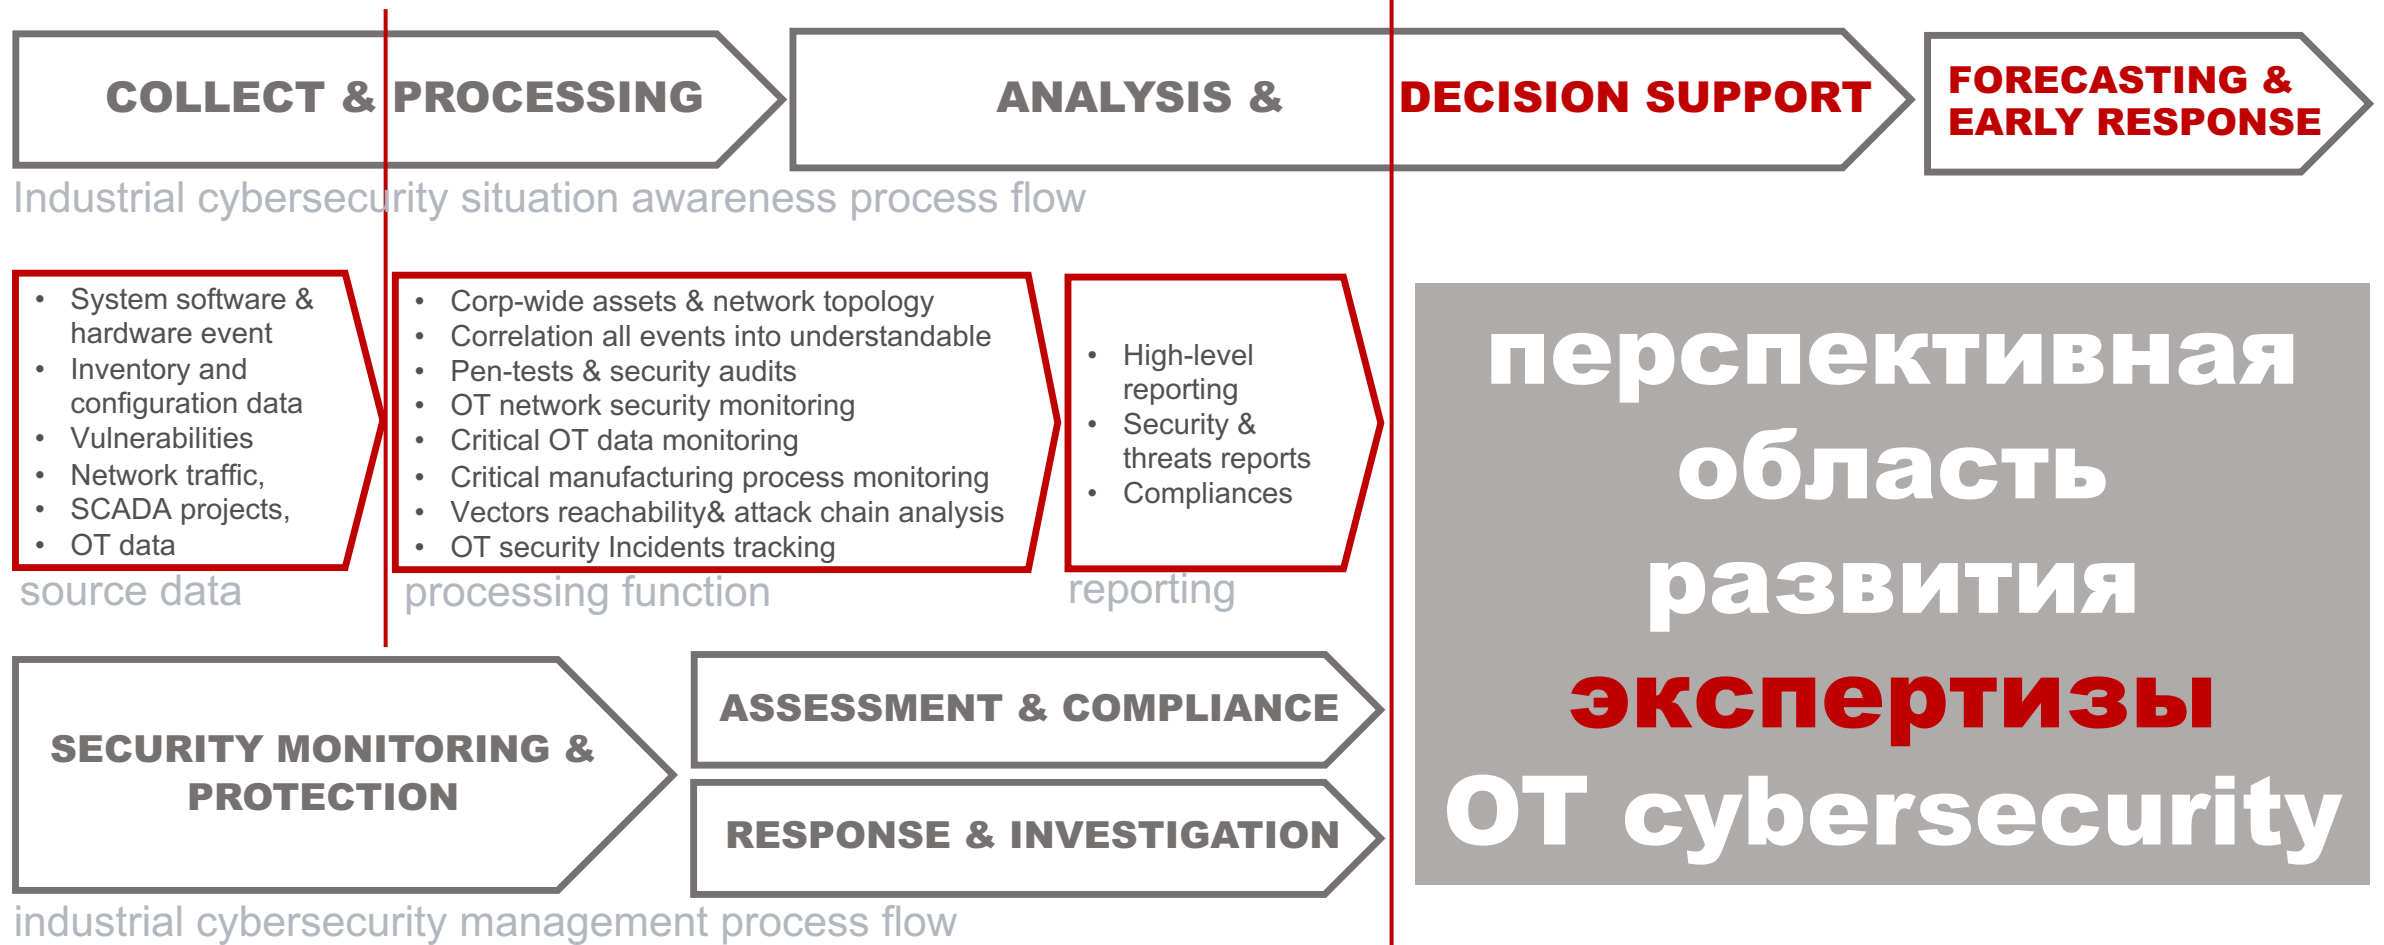 COLLECT & PROCESSING
ANALYSIS & DECISION SUPPORT
FORECASTING &
EARLY RESPONSE
Industrial cybersecurity situation awareness process flow
• System software &
hardware event
• Inventory and
configuration data
• Vulnerabilities
• Network traffic,
• SCADA projects,
• OT data
source data
• Corp-wide assets & network topology
• Correlation all events into understandable
• Pen-tests & security audits
• OT network security monitoring
• Critical OT data monitoring
• Critical manufacturing process monitoring
• Vectors reachability& attack chain analysis
• OT security Incidents tracking
processing function
• High-level
reporting
• Security &
threats reports
• Compliances
reporting
перспективная
область
развития
экспертизы
OT cybersecurity
SECURITY MONITORING &
PROTECTION
ASSESSMENT & COMPLIANCE
RESPONSE & INVESTIGATION
industrial cybersecurity management process flow